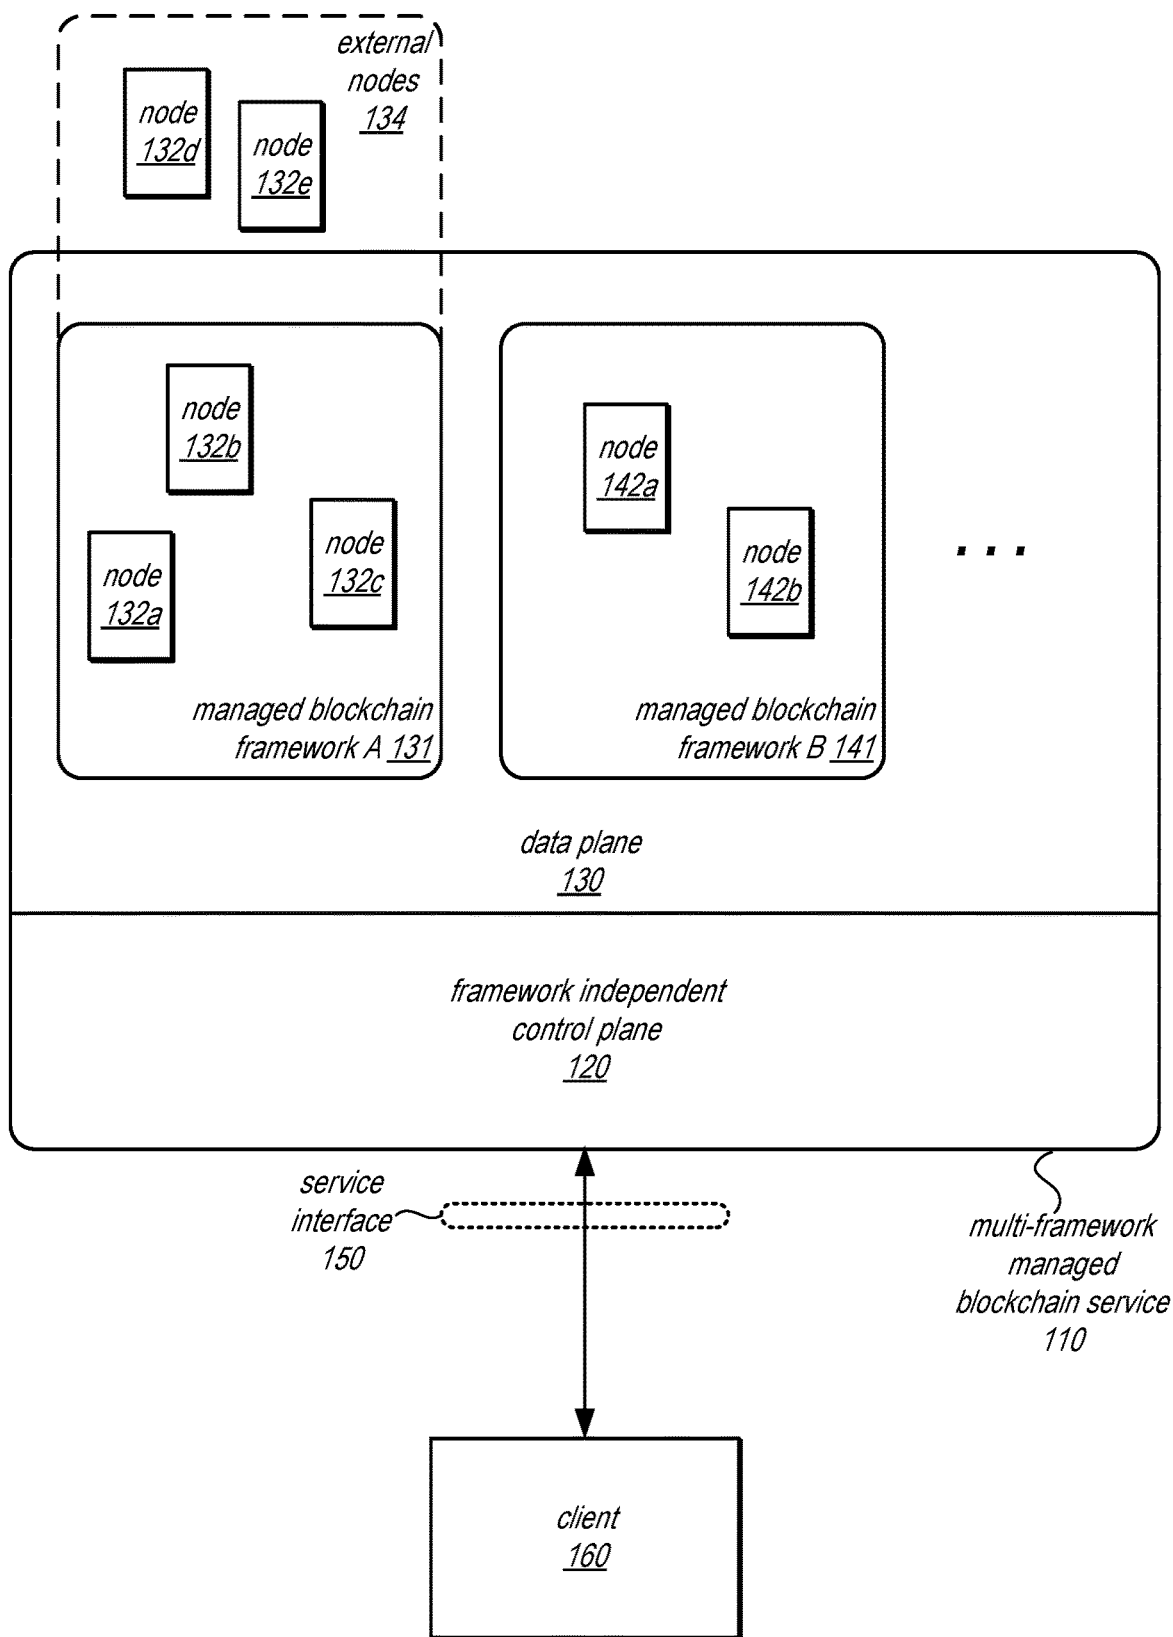 external
nodes
134
node
132d
node
132e
node
132b
node
132c
node
132a
managed blockchain
framework A 131
node
142a
node
142b
. . .
managed blockchain
framework B 141
data plane
130
framework independent
control plane
120
service
interface
150
multi-framework
managed
blockchain service
110
client
160